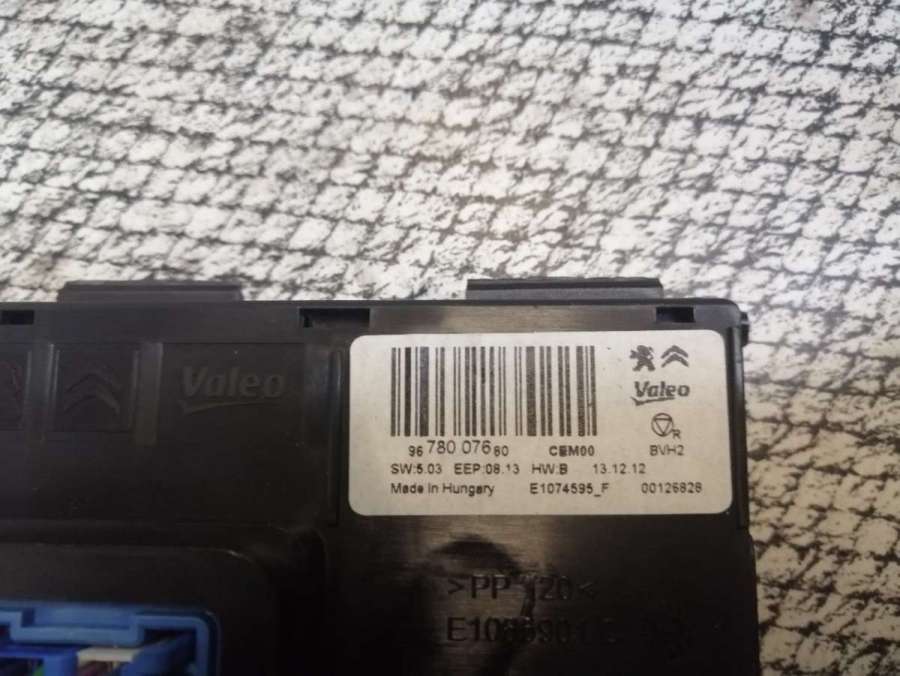 Valeo
Valeo
96 780 076 80 CEM00
R
BVH2
SW:5.03 EEP:08.13 HW:B 13.12.12
Made in Hungary E1074595_F 00126828
>PP T20<